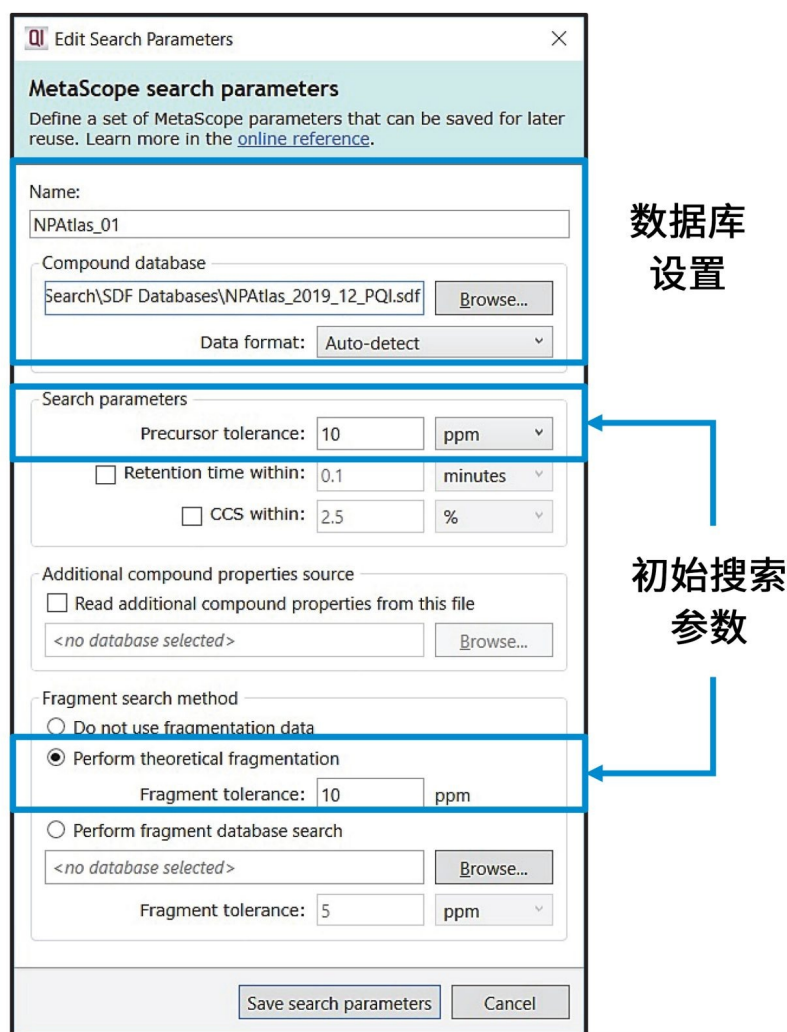 QI Edit Search Parameters
MetaScope search parameters
Define a set of MetaScope parameters that can be saved for later
reuse. Learn more in the online reference.
Name:
NPAtlas_01
Compound database
Search\SDF Databases\NPAtlas_2019_12_PQI.sdf Browse...
Data format: Auto-detect
数据库
设置
Search parameters
Precursor tolerance: 10 ppm
Retention time within: 0.1 minutes
CCS within: 2.5 %
Additional compound properties source
Read additional compound properties from this file
<no database selected> Browse...
初始搜索
参数
Fragment search method
Do not use fragmentation data
Perform theoretical fragmentation
Fragment tolerance: 10 ppm
Perform fragment database search
<no database selected> Browse...
Fragment tolerance: 5 ppm
Save search parameters Cancel